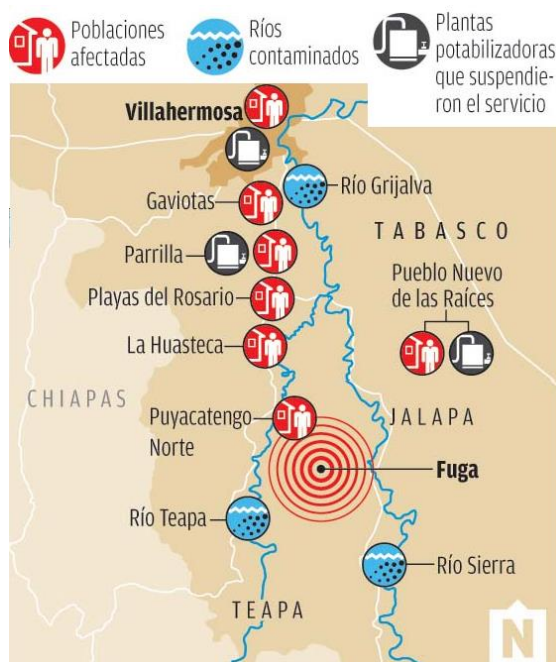 Poblaciones
afectadas
Ríos
contaminados
Plantas
potabilizadoras
que suspendie-
ron el servicio
Villahermosa
Río Grijalva
Gaviotas
TABASCO
Parrilla
Pueblo Nuevo
de las Raíces
Playas del Rosario
La Huasteca
CHIAPAS
Puyacatengo
Norte
JALAPA
Fuga
Río Teapa
Río Sierra
TEAPA
N